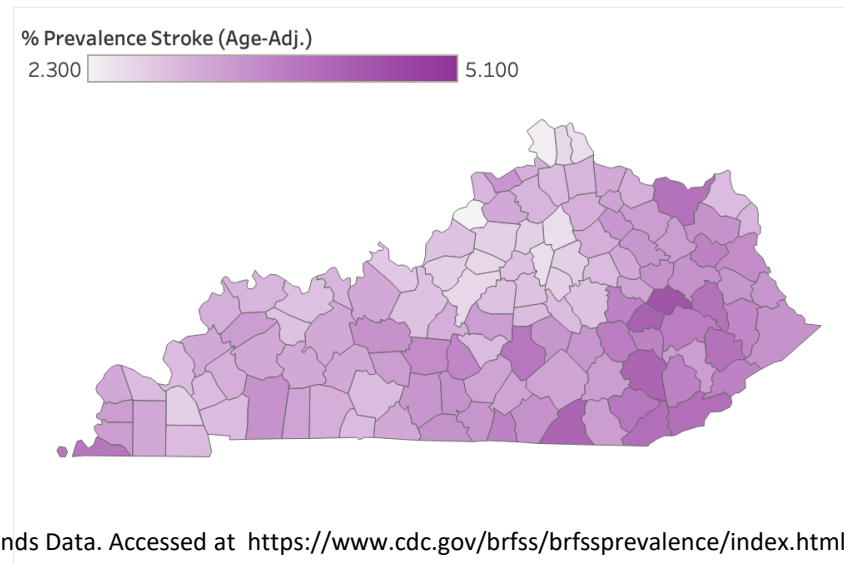 % Prevalence Stroke (Age-Adj.)
2.300 5.100
nds Data. Accessed at https://www.cdc.gov/brfss/brfssprevalence/index.html